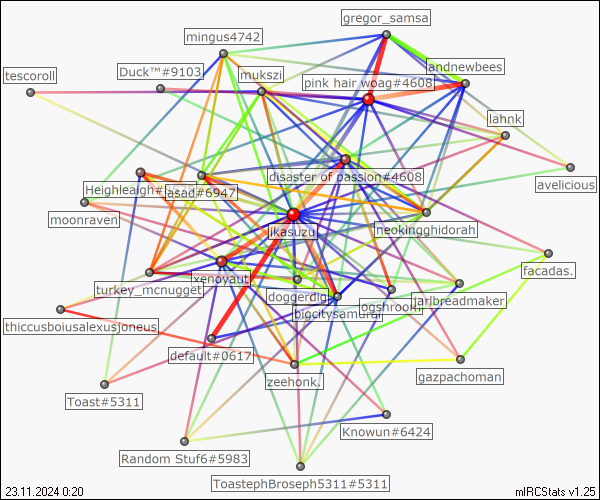 gregor_samsa
mingus4742
andnewbees
Duck™#9103
tescoroll
mukszi
pink hair woag#4608
lahnk
disaster of passion#4608
avelicious
Heighleaigh#
asad#6947
moonraven
jkasuzu
neokingghidorah
facadas.
xenoyaut
turkey_mcnugget
doggerdig
jarlbreadmaker
bigcitysamurai
thiccusboiusalexusjoneus
default#0617
zeehonk.
gazpachoman
Toast#5311
Knowun#6424
Random Stuf6#5983
ToastephBroseph5311#5311
23.11.2024 0:20
mIRCStats v1.25